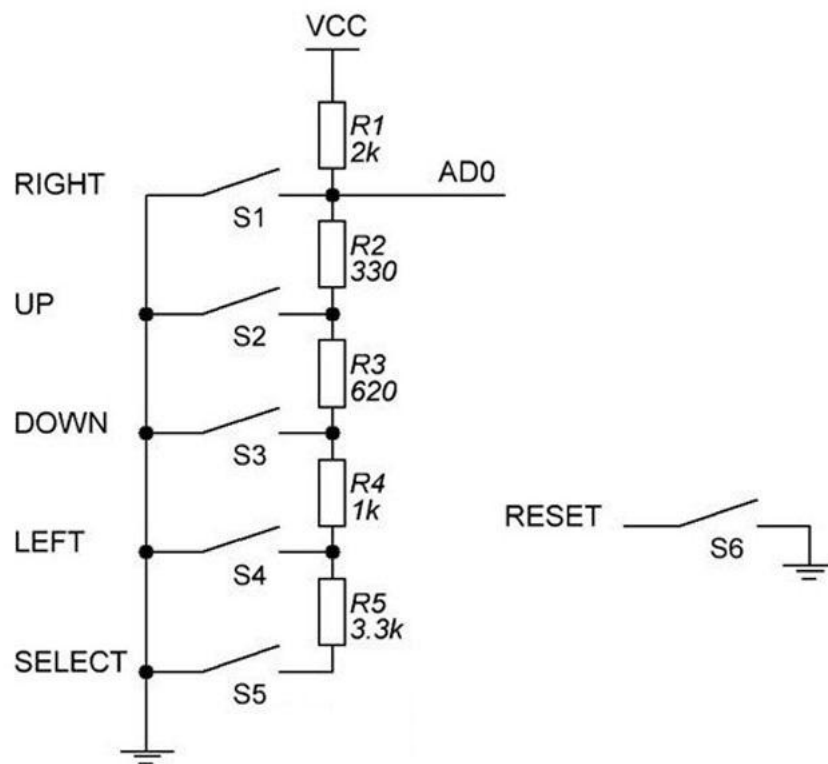 VCC
R1
2k
RIGHT
AD0
S1
R2
330
UP
S2
R3
620
DOWN
S3
R4
1k
RESET
S6
LEFT
S4
R5
3.3k
SELECT
S5